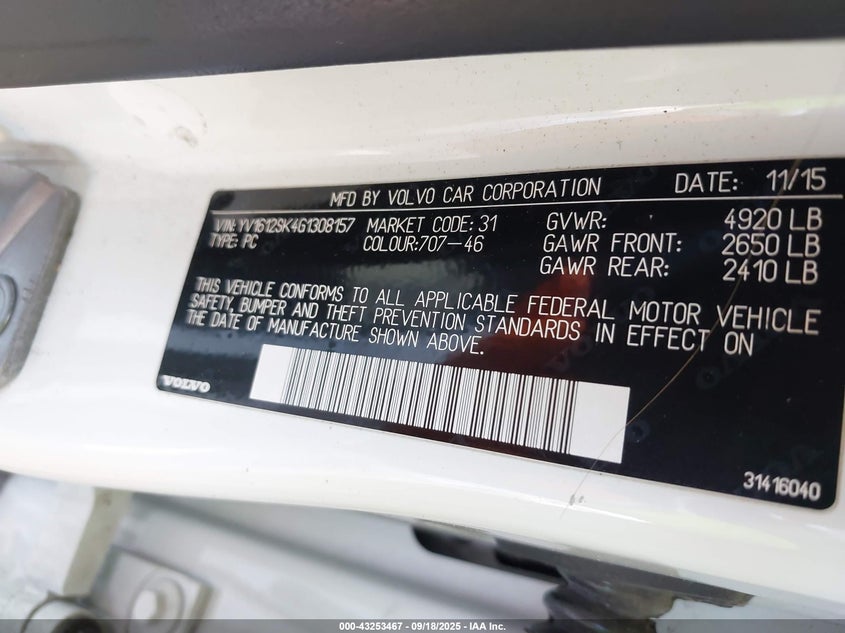 MFD BY VOLVO CAR CORPORATION DATE: 11/15
VIN: YV1612SK4G1308157 MARKET CODE: 31 GVWR: 4920 LB
TYPE: PC COLOUR:707-46 GAWR FRONT: 2650 LB
GAWR REAR: 2410 LB
THIS VEHICLE CONFORMS TO ALL APPLICABLE FEDERAL MOTOR VEHICLE
SAFETY, BUMPER AND THEFT PREVENTION STANDARDS IN EFFECT ON
THE DATE OF MANUFACTURE SHOWN ABOVE.
VOLVO
31416040
000-43253467 - 09/18/2025 - IAA Inc.